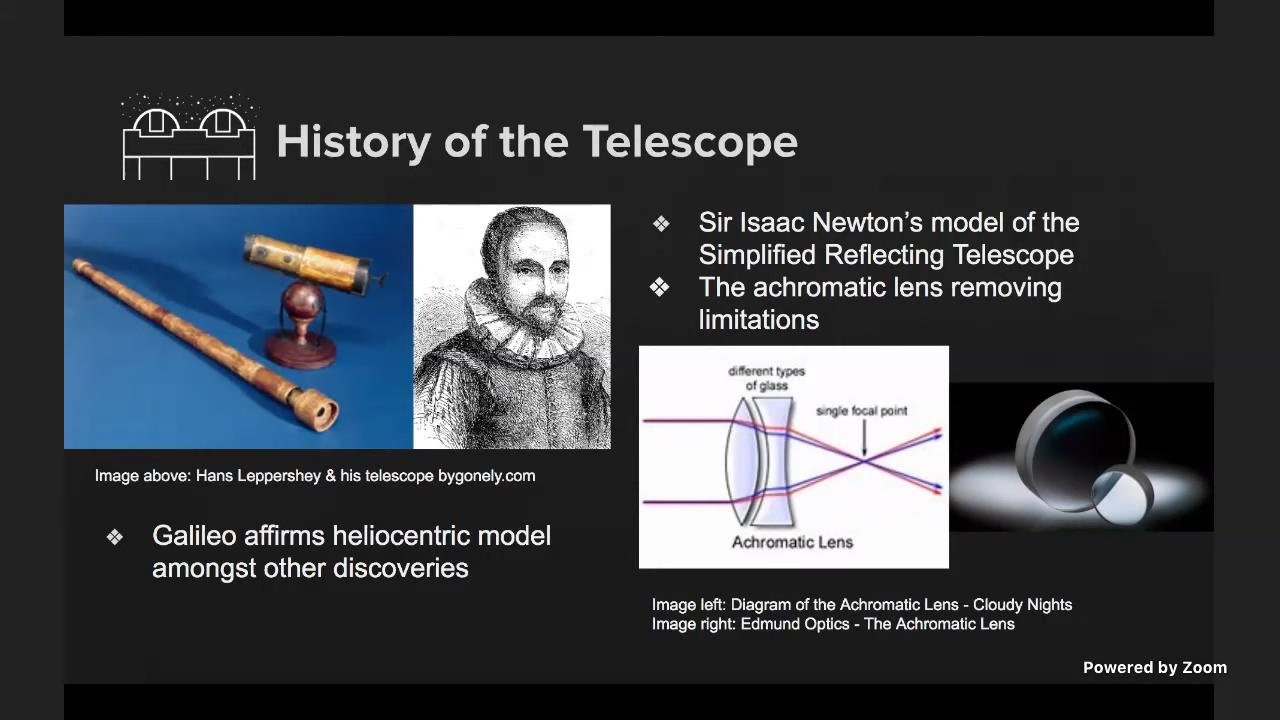 History of the Telescope
Image above: Hans Leppershey & his telescope bygonely.com
❖ Galileo affirms heliocentric model
amongst other discoveries
❖ Sir Isaac Newton’s model of the
Simplified Reflecting Telescope
❖ The achromatic lens removing
limitations
different types
of glass
single focal point
Achromatic Lens
Image left: Diagram of the Achromatic Lens - Cloudy Nights
Image right: Edmund Optics - The Achromatic Lens
Powered by Zoom